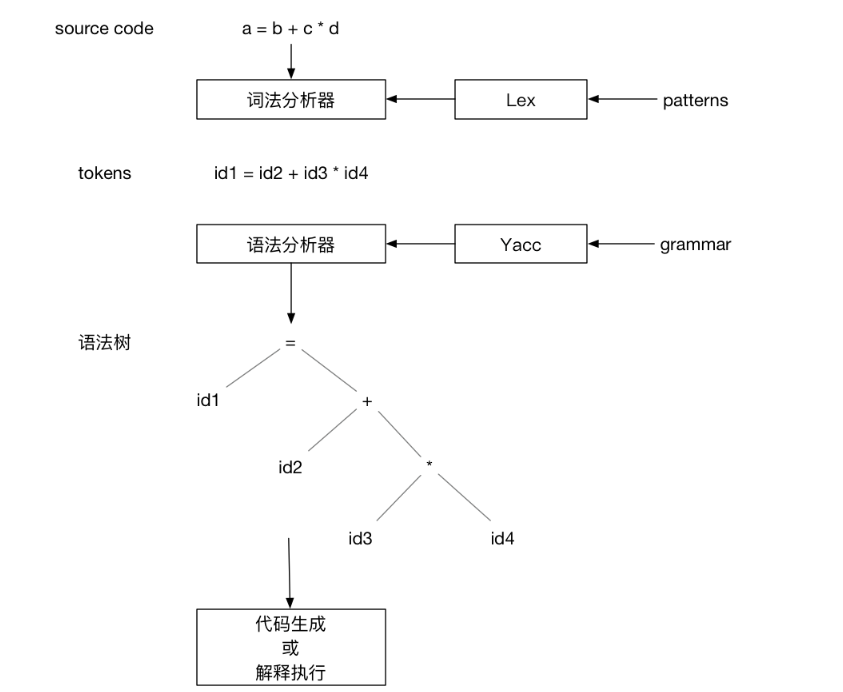 source code
a = b + c * d
词法分析器
Lex
patterns
tokens
id1 = id2 + id3 * id4
语法分析器
Yacc
grammar
语法树
=
id1
+
id2
*
id3
id4
代码生成
或
解释执行